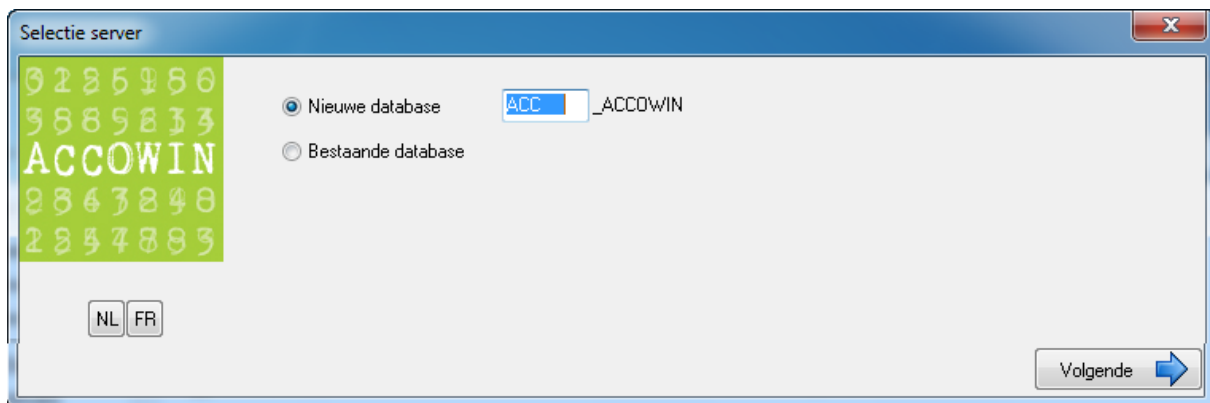 Selectie server
ACCOWIN
Nieuwe database ACC _ACCOWIN
Bestaande database
NL FR
Volgende